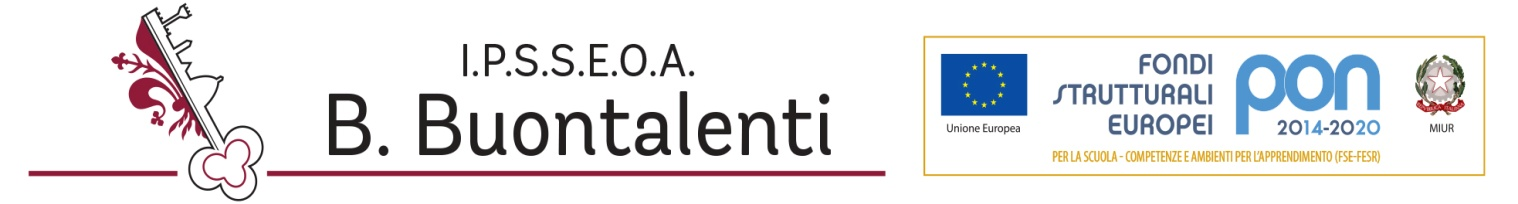 I.P.S.S.E.O.A.
B. Buontalenti
Unione Europea
FONDI
STRUTTURALI
EUROPEI
pon
2014-2020
MIUR
PER LA SCUOLA - COMPETENZE E AMBIENTI PER L'APPRENDIMENTO (FSE-FESR)